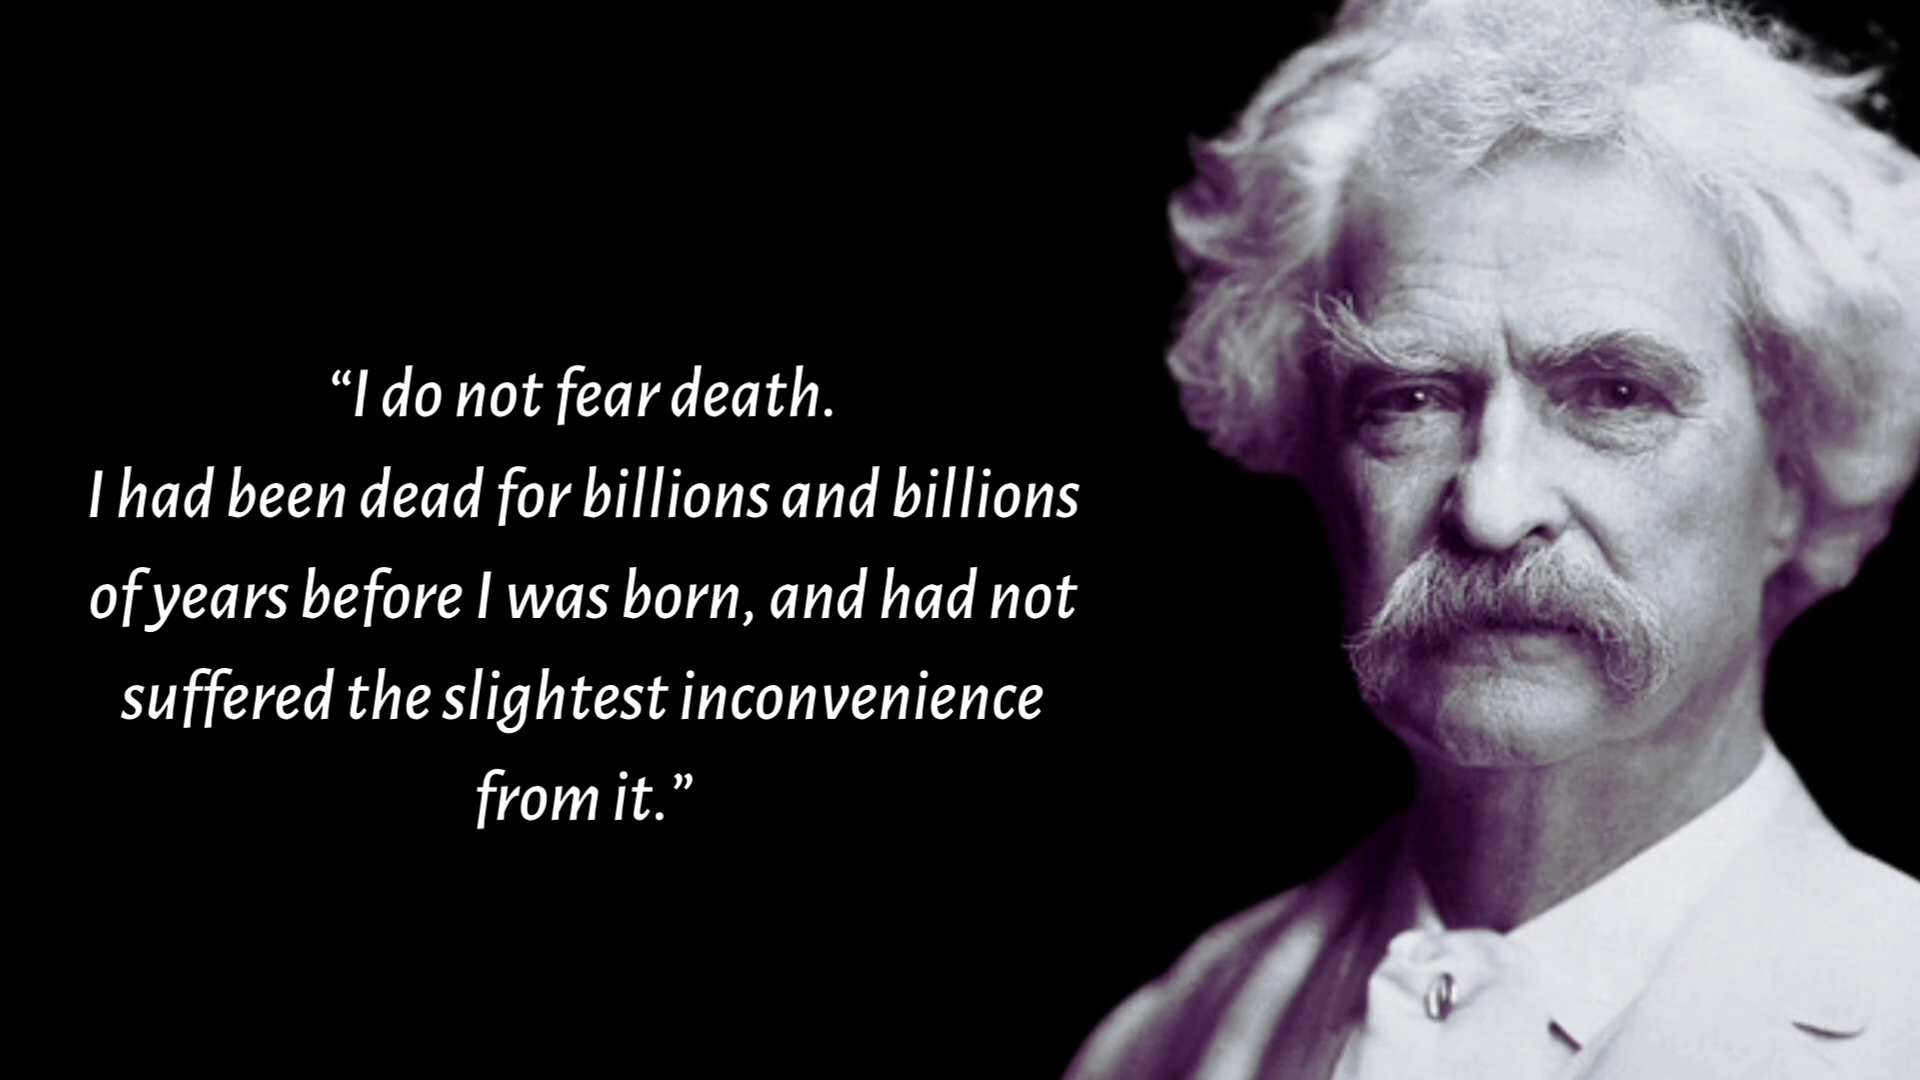 “I do not fear death.
I had been dead for billions and billions
of years before I was born, and had not
suffered the slightest inconvenience
from it.”